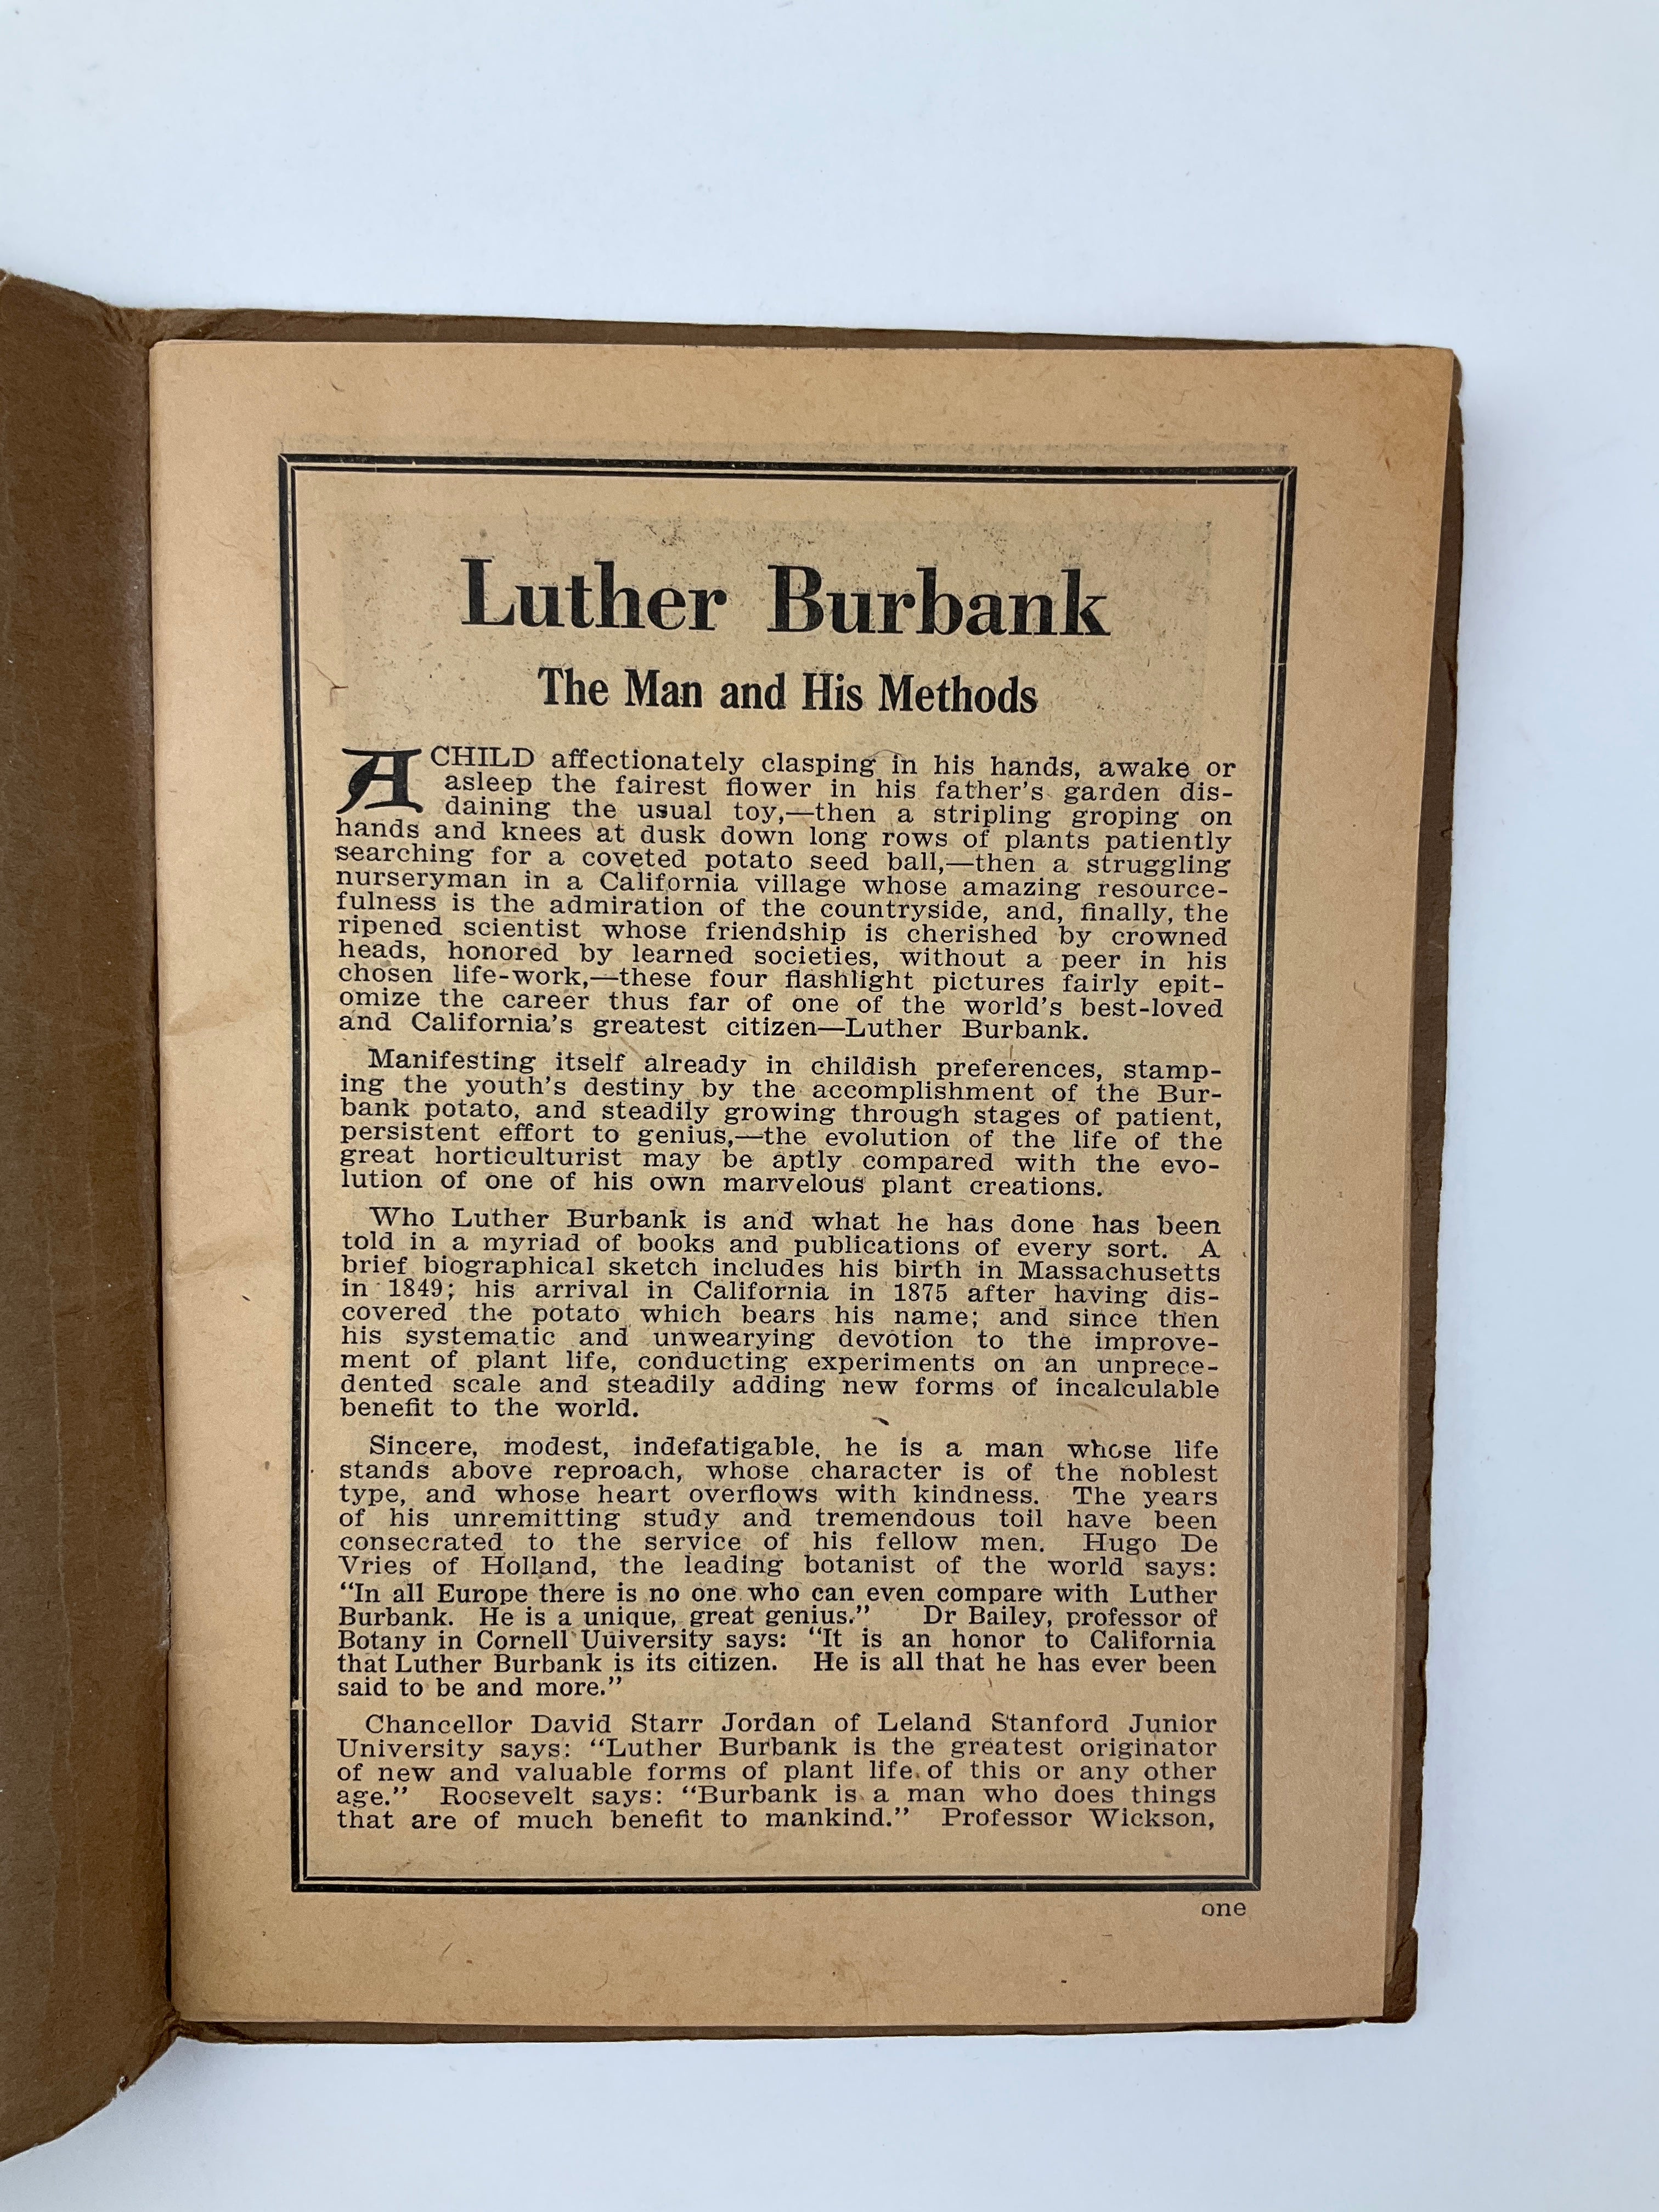 Luther Burbank
The Man and His Methods
A CHILD affectionately clasping in his hands, awake or
asleep the fairest flower in his father's garden dis-
daining the usual toy,—then a stripling groping on
hands and knees at dusk down long rows of plants patiently
searching for a coveted potato seed ball,—then a struggling
nurseryman in a California village whose amazing resource-
fulness is the admiration of the countryside, and, finally, the
ripened scientist whose friendship is cherished by crowned
heads, honored by learned societies, without a peer in his
chosen life-work,—these four flashlight pictures fairly epit-
omize the career thus far of one of the world's best-loved
and California's greatest citizen—Luther Burbank.
Manifesting itself already in childish preferences, stamp-
ing the youth's destiny by the accomplishment of the Bur-
bank potato, and steadily growing through stages of patient,
persistent effort to genius,—the evolution of the life of the
great horticulturist may be aptly compared with the evo-
lution of one of his own marvelous plant creations.
Who Luther Burbank is and what he has done has been
told in a myriad of books and publications of every sort. A
brief biographical sketch includes his birth in Massachusetts
in 1849; his arrival in California in 1875 after having dis-
covered the potato which bears his name; and since then
his systematic and unwearying devotion to the improve-
ment of plant life, conducting experiments on an unprece-
dented scale and steadily adding new forms of incalculable
benefit to the world.
Sincere, modest, indefatigable, he is a man whose life
stands above reproach, whose character is of the noblest
type, and whose heart overflows with kindness. The years
of his unremitting study and tremendous toil have been
consecrated to the service of his fellow men. Hugo De
Vries of Holland, the leading botanist of the world says:
"In all Europe there is no one who can even compare with Luther
Burbank. He is a unique, great genius." Dr Bailey, professor of
Botany in Cornell Uuiversity says: "It is an honor to California
that Luther Burbank is its citizen. He is all that he has ever been
said to be and more."
Chancellor David Starr Jordan of Leland Stanford Junior
University says: "Luther Burbank is the greatest originator
of new and valuable forms of plant life of this or any other
age." Roosevelt says: "Burbank is a man who does things
that are of much benefit to mankind." Professor Wickson,
one